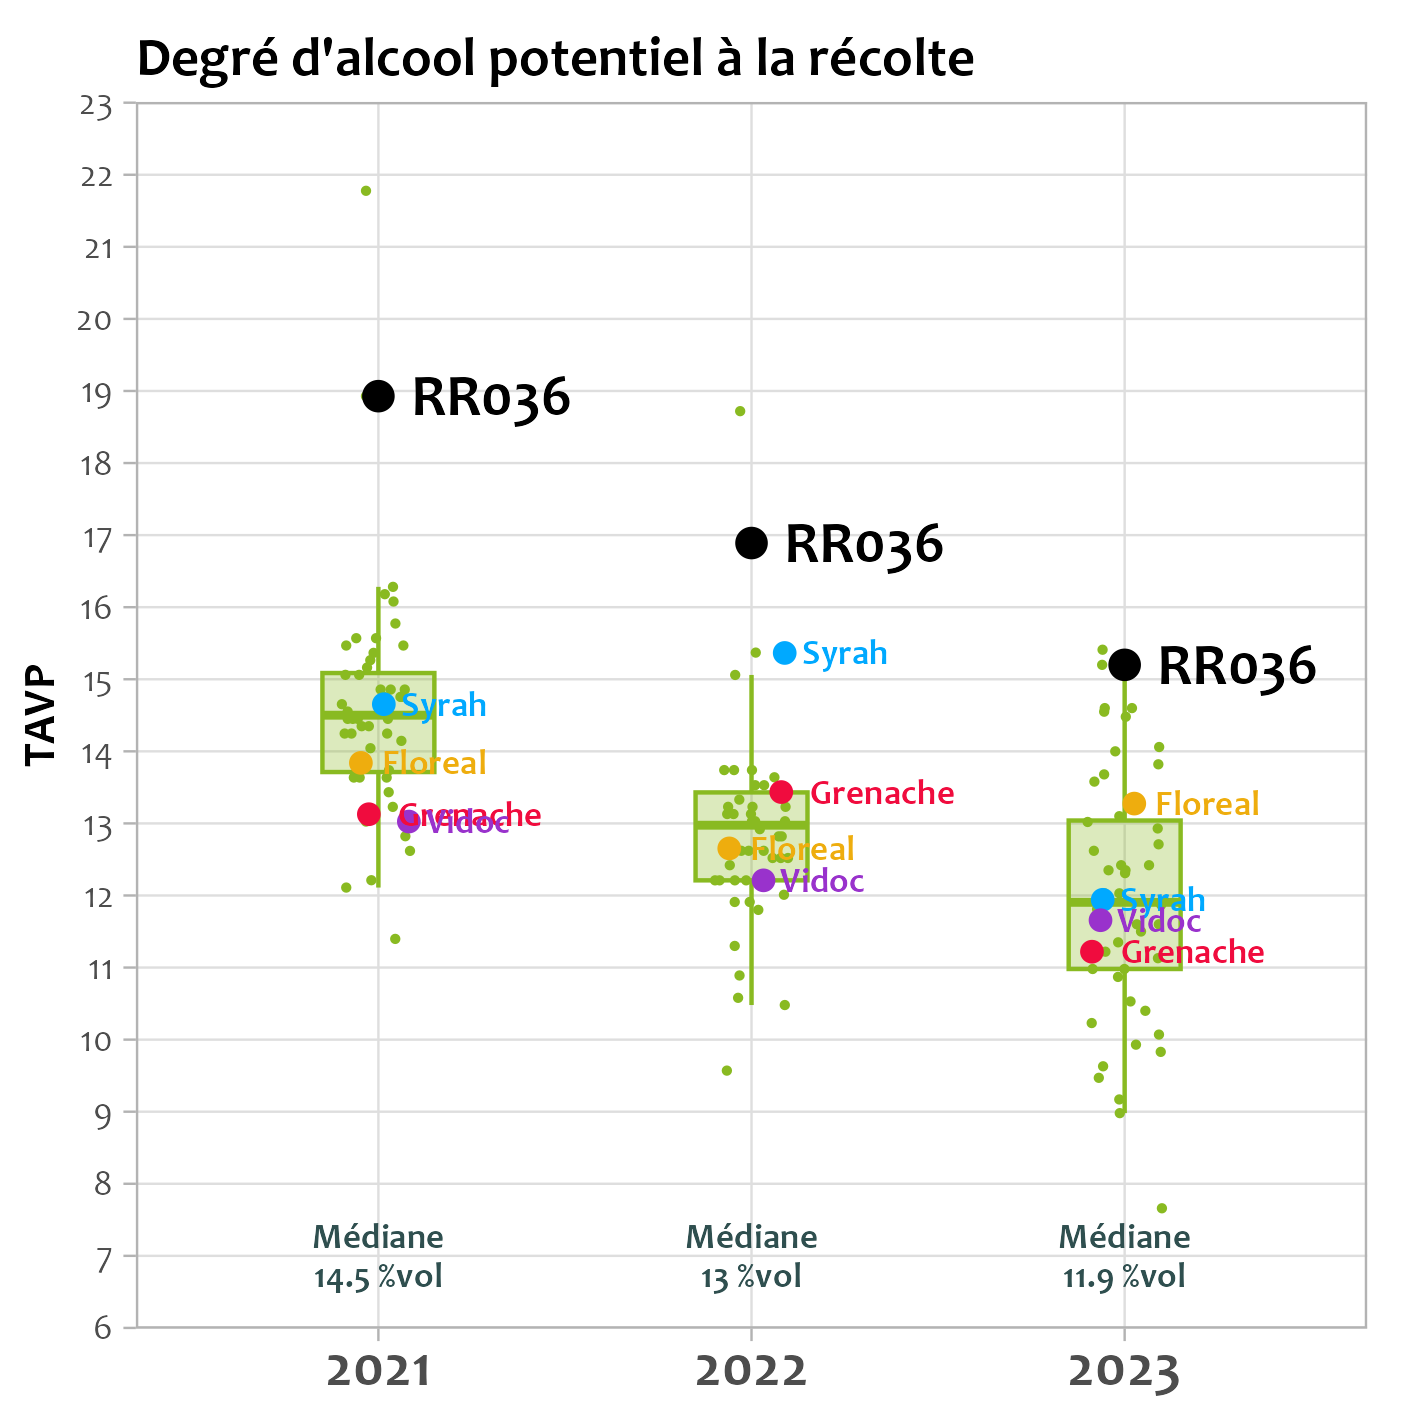 Degré d'alcool potentiel à la récolte
TAVP
23
22
21
20
19
18
17
16
15
14
13
12
11
10
9
8
7
6
RR036
RR036
RR036
Syrah
Floreal
Grenache
Vidoc
Syrah
Grenache
Floreal
Vidoc
Floreal
Syrah
Vidoc
Grenache
Médiane
14.5 %vol
Médiane
13 %vol
Médiane
11.9 %vol
2021
2022
2023